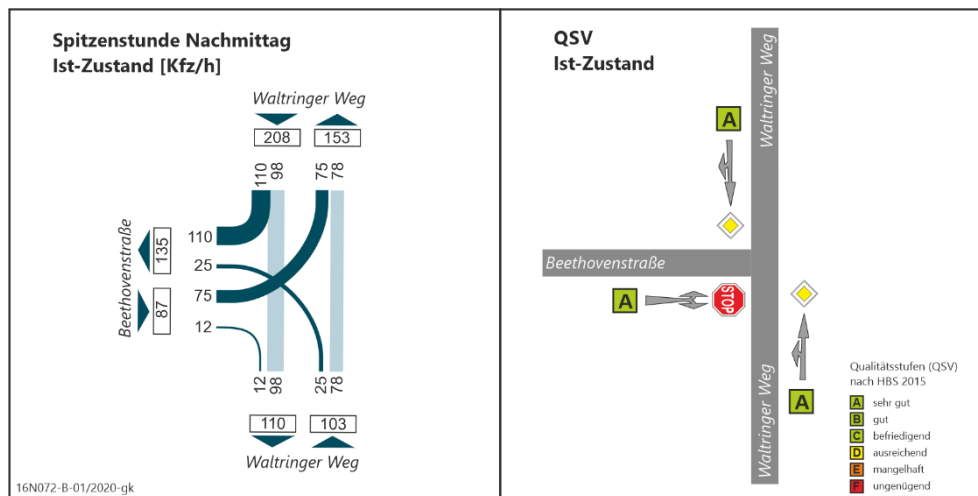 Spitzenstunde Nachmittag
Ist-Zustand [Kfz/h]
Waltringer Weg
208 153
110 98 75 78
Beethovenstraße
135
87
110
25
75
12
12 98 25 78
110 103
Waltringer Weg
16N072-B-01/2020-gk
QSV
Ist-Zustand
Waltringer Weg
A
Beethovenstraße
A
STOP
A
Waltringer Weg
Qualitätsstufen (QSV)
nach HBS 2015
A sehr gut
B gut
C befriedigend
D ausreichend
E mangelhaft
F ungenügend